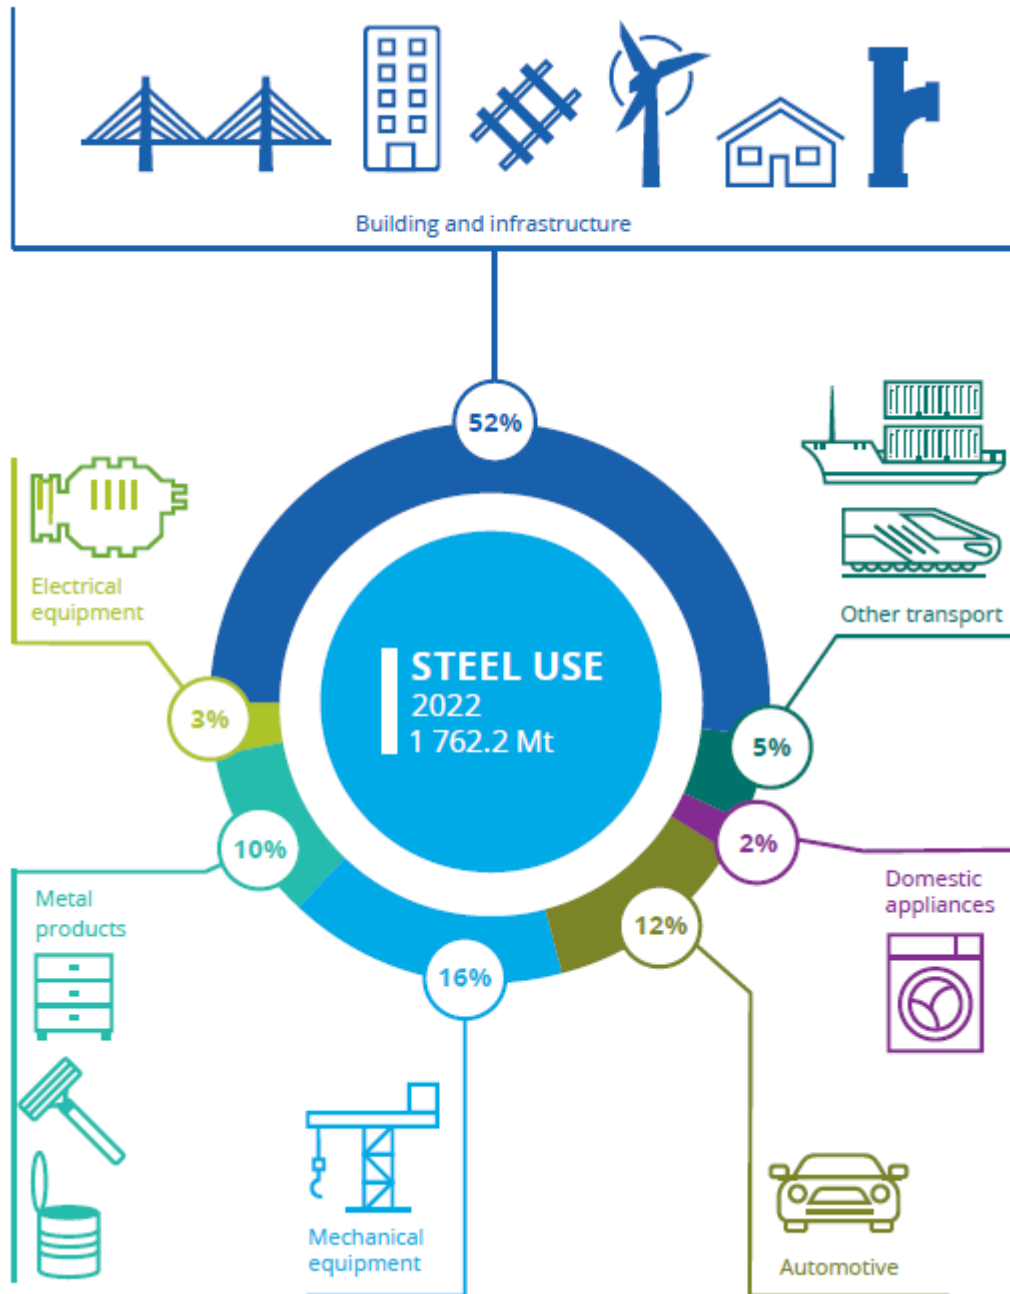 Building and infrastructure
52%
Electrical
equipment
Other transport
STEEL USE
2022
1 762.2 Mt
3%
5%
10%
2%
Metal
products
Domestic
appliances
12%
16%
Mechanical
equipment
Automotive